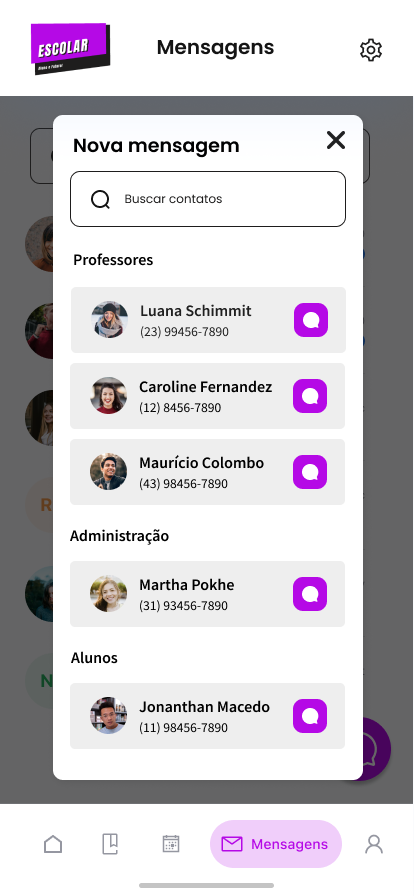 ESCOLAR
Mensagens
Nova mensagem
Buscar contatos
Professores
Luana Schimmit
(23) 99456-7890
Caroline Fernandez
(12) 8456-7890
Maurício Colombo
(43) 98456-7890
Administração
Martha Pokhe
(31) 93456-7890
Alunos
Jonanthan Macedo
(11) 98456-7890
Mensagens